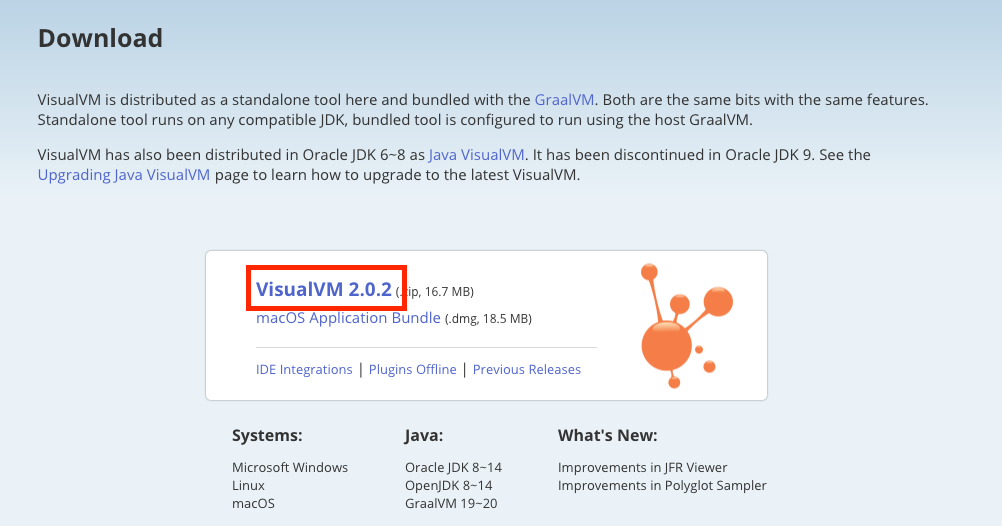 Download
VisualVM is distributed as a standalone tool here and bundled with the GraalVM. Both are the same bits with the same features.
Standalone tool runs on any compatible JDK, bundled tool is configured to run using the host GraalVM.
VisualVM has also been distributed in Oracle JDK 6~8 as Java VisualVM. It has been discontinued in Oracle JDK 9. See the
Upgrading Java VisualVM page to learn how to upgrade to the latest VisualVM.
VisualVM 2.0.2 (.zip, 16.7 MB)
macOS Application Bundle (.dmg, 18.5 MB)
IDE Integrations | Plugins Offline | Previous Releases
Systems: Java: What's New:
Microsoft Windows Oracle JDK 8~14 Improvements in JFR Viewer
Linux OpenJDK 8~14 Improvements in Polyglot Sampler
macOS GraalVM 19~20